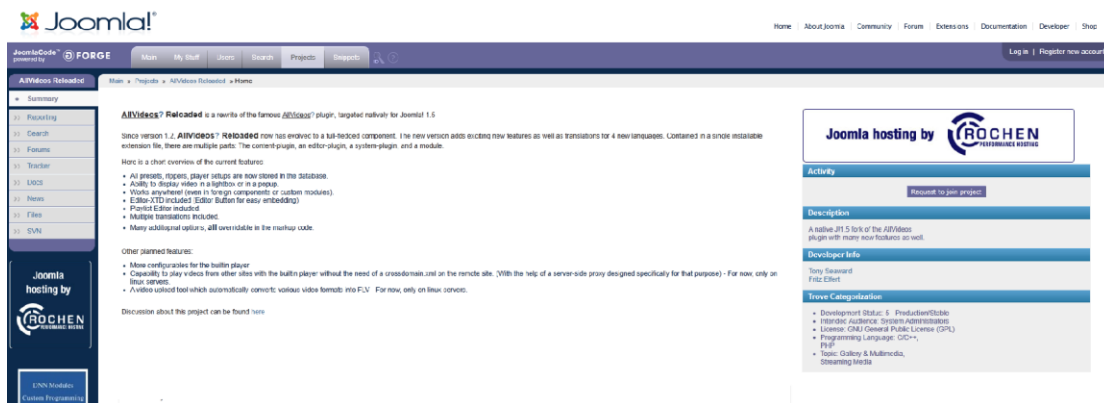 Joomla!®
Home About Joomla Community Forum Extensions Documentation Developer Shop
JoomlaCode™
powered by FORGE
Main My Stuff Users Search Projects Snippets
Log in | Register new account
AllVideos Reloaded
Main » Projects » AllVideos Reloaded » Home
Summary
Reporting
Search
Forums
Tracker
Docs
News
Files
SVN
Joomla
hosting by
ROCHEN
PERFORMANCE HOSTING
DNN Modules
Custom Programming
AllVideos? Reloaded is a rewrite of the famous AllVideos? plugin, targeted natively for Joomla! 1.5
Since version 1.2, AllVideos? Reloaded now has evolved to a full-fledced component. The new version adds exciting new features as well as translations for 4 new languages. Contained in a single installable
extension file, there are multiple parts: The content-plugin, an editor-plugin, a system-plugin and a module.
Here is a short overview of the current features
All presets, rippers, player setups are now stored in the database.
Ability to display video in a lightbox or in a popup.
Works anywhere! (even in foreign components or custom modules).
Editor-XTD included (Editor Button for easy embedding)
Playlist Editor included
Multiple translations included.
Many additional options, all overridable in the markup code.
Other planned features:
More configurables for the builtin player
Capability to play videos from other sites with the builtin player without the need of a crossdomain.xml on the remote site. (With the help of a server-side proxy designed specifically for that purpose) - For now, only on
linux servers.
A video upload tool which automatically converts various video formats into FLV For now, only on linux servers.
Discussion about this project can be found here
Joomla hosting by ROCHEN
PERFORMANCE HOSTING
Activity
Request to join project
Description
A native J!1.5 fork of the AllVideos
plugin with many new features as well.
Developer Info
Tony Seaward
Fritz Elfert
Trove Categorization
Development Status: 5 Production/Stable
Intended Audience: System Administrators
License: GNU General Public License (GPL)
Programming Language: C/C++,
PHP
Topic: Gallery & Multimedia,
Streaming Media